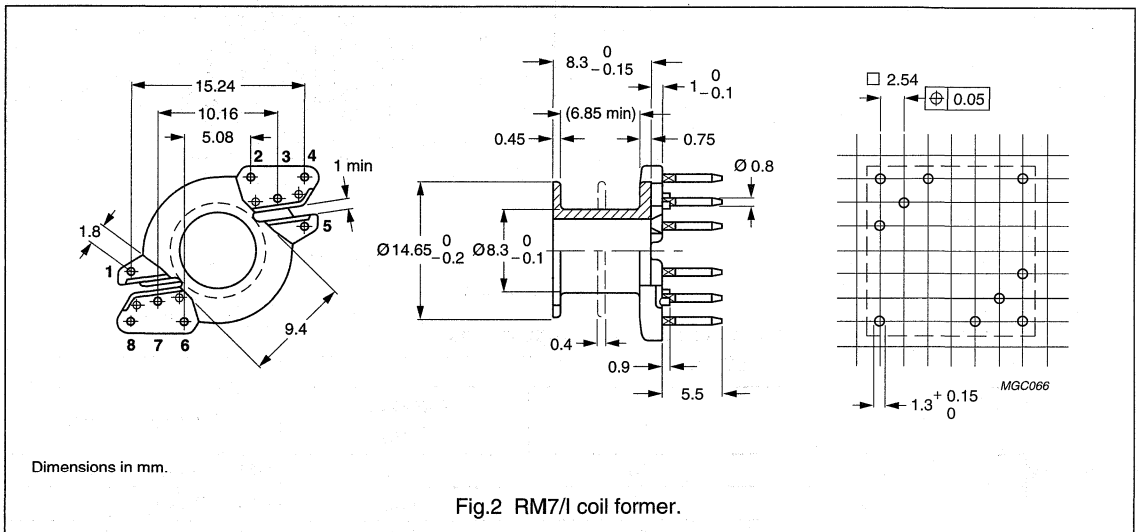 15.24
10.16
5.08
2 3 4
1 min
5
1.8
1
8 7 6
9.4
8.3 0 −0.15
1 0 −0.1
(6.85 min)
0.45
0.75
Ø 0.8
Ø 14.65 0 −0.2
Ø 8.3 0 −0.1
0.4
0.9
5.5
□ 2.54
⌖ 0.05
1.3 + 0.15 0
MGC066
Dimensions in mm.
Fig.2 RM7/I coil former.